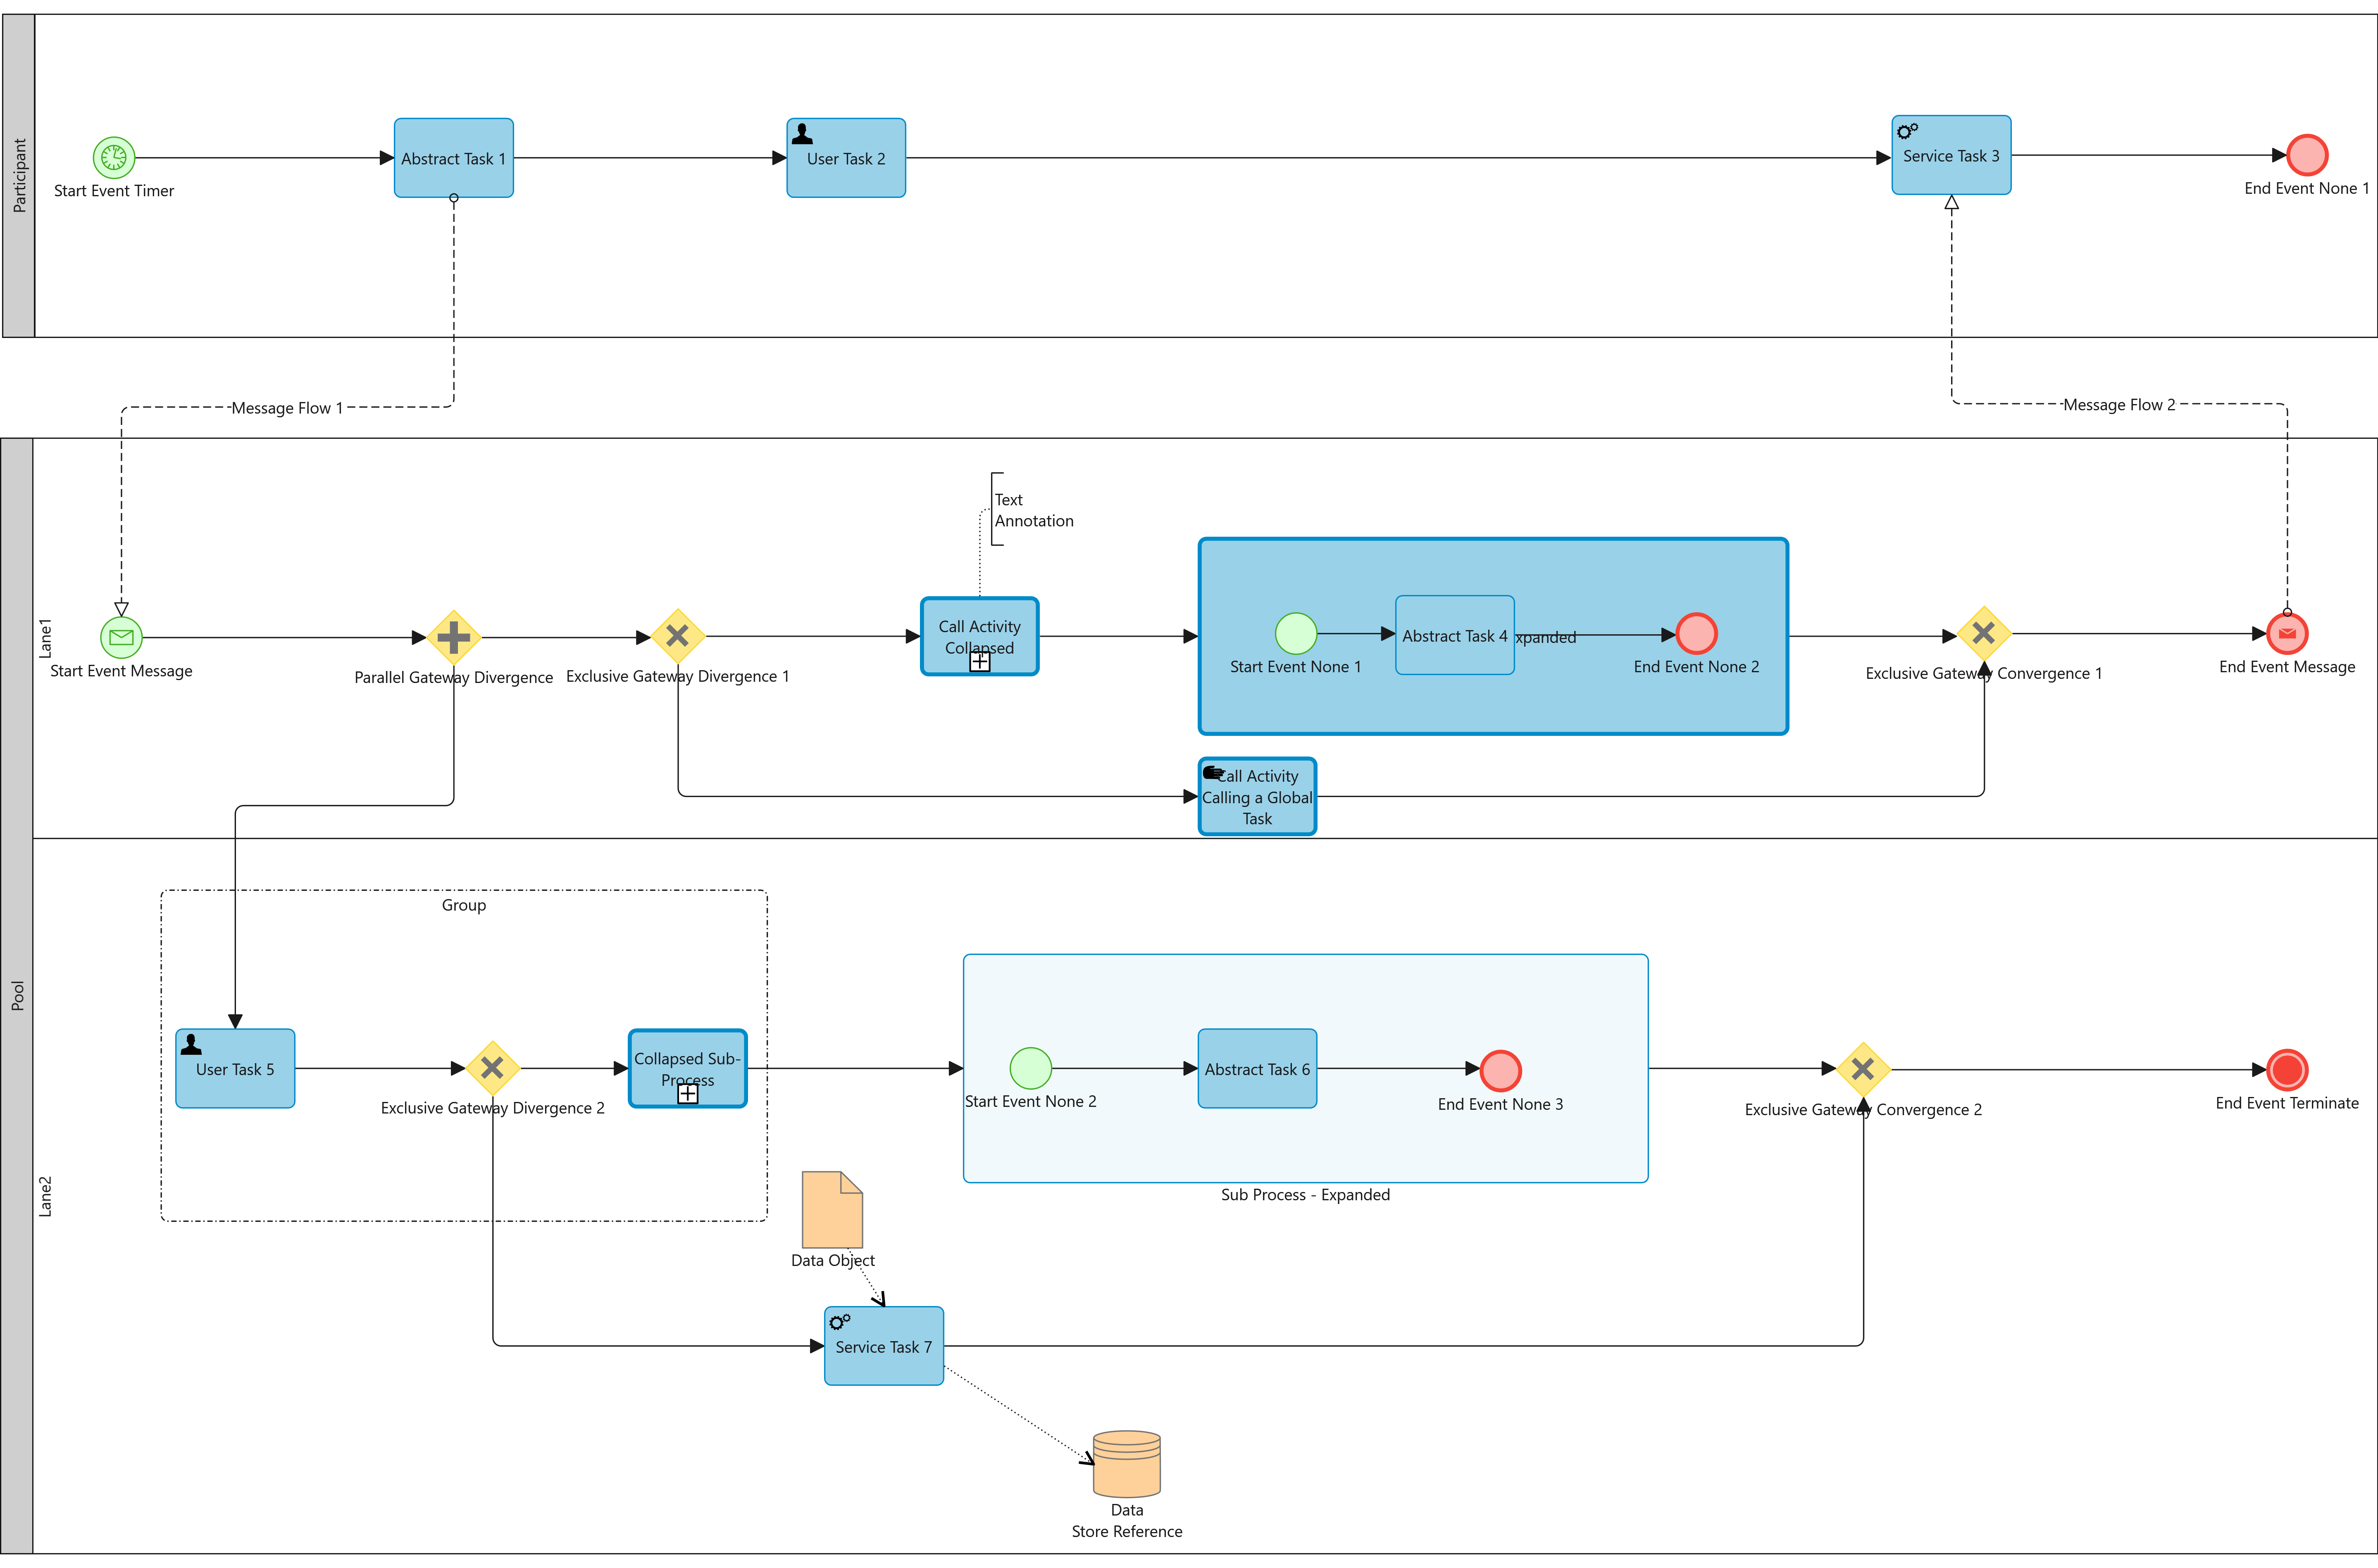 Participant
Start Event Timer
Abstract Task 1
User Task 2
Service Task 3
End Event None 1
Message Flow 1
Message Flow 2
Pool
Lane1
Text
Annotation
Start Event Message
Parallel Gateway Divergence
Exclusive Gateway Divergence 1
Call Activity
Collapsed
Start Event None 1
Abstract Task 4
xpanded
End Event None 2
Exclusive Gateway Convergence 1
End Event Message
Call Activity
Calling a Global
Task
Lane2
Group
User Task 5
Exclusive Gateway Divergence 2
Collapsed Sub-
Process
Start Event None 2
Abstract Task 6
End Event None 3
Sub Process - Expanded
Exclusive Gateway Convergence 2
End Event Terminate
Data Object
Service Task 7
Data
Store Reference